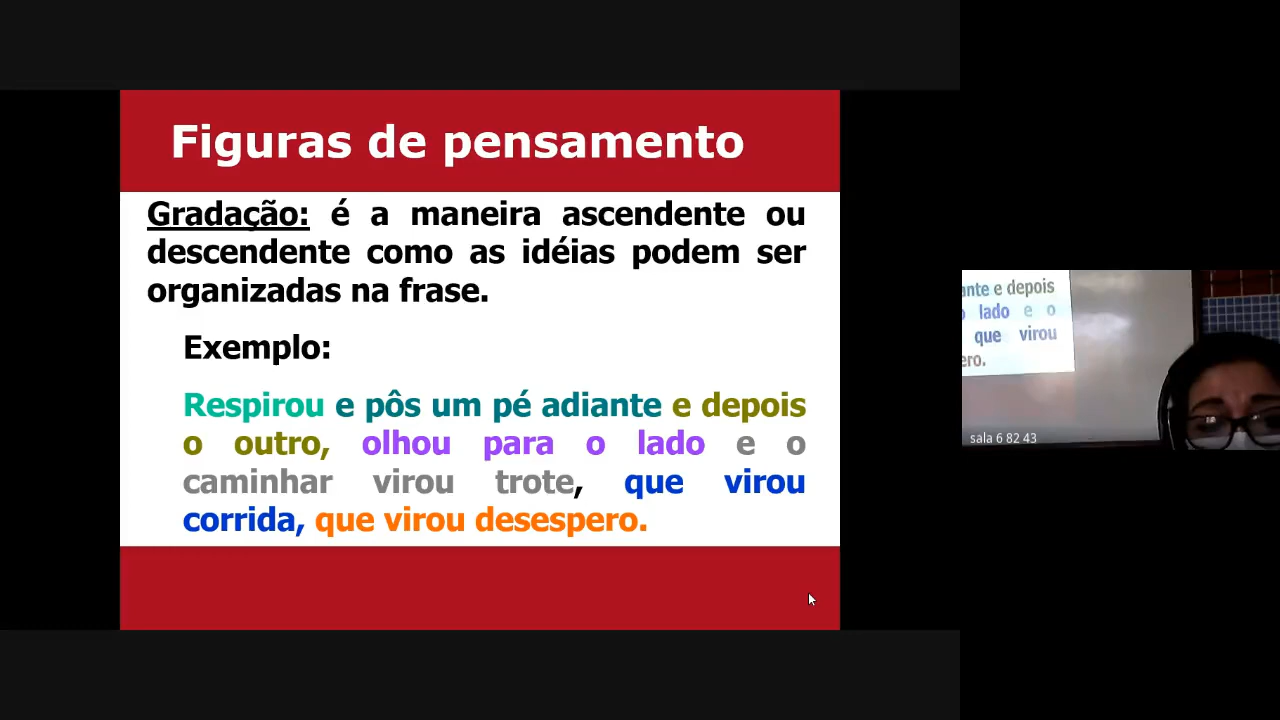 Figuras de pensamento
Gradação: é a maneira ascendente ou
descendente como as idéias podem ser
organizadas na frase.
Exemplo:
Respirou e pôs um pé adiante e depois
o outro, olhou para o lado e o
caminhar virou trote, que virou
corrida, que virou desespero.
ante e depois
lado e o
que virou
ero.
sala 6 82 43